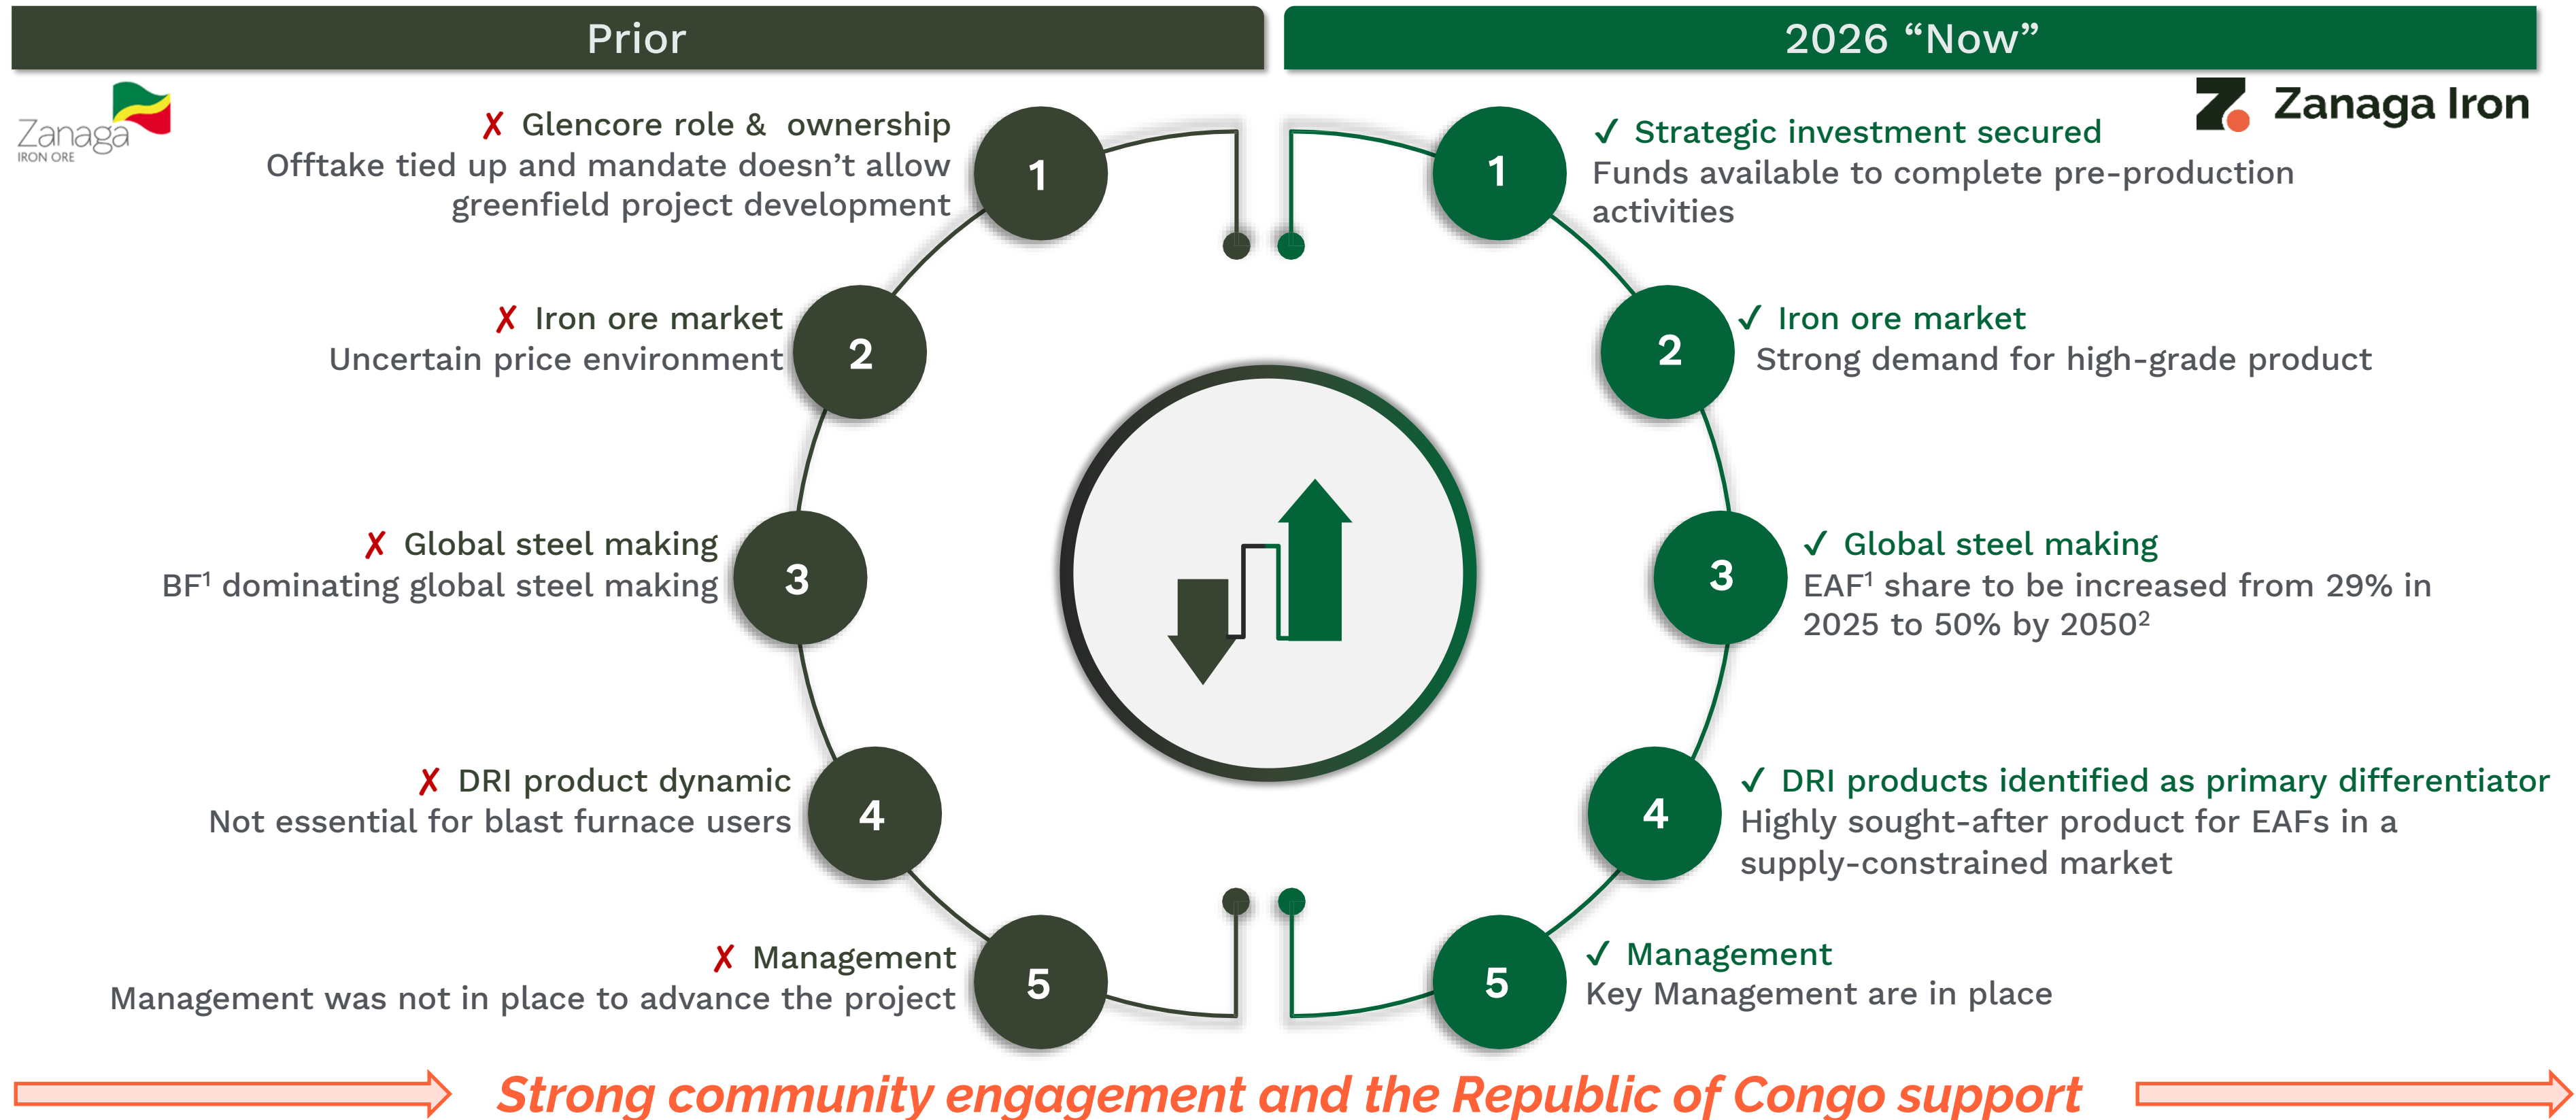 Prior
Zanaga
IRON ORE
✗ Glencore role & ownership
Offtake tied up and mandate doesn’t allow
greenfield project development
1
✗ Iron ore market
Uncertain price environment
2
✗ Global steel making
BF¹ dominating global steel making
3
✗ DRI product dynamic
Not essential for blast furnace users
4
✗ Management
Management was not in place to advance the project
5
2026 “Now”
Zanaga Iron
1
✓ Strategic investment secured
Funds available to complete pre-production
activities
2
✓ Iron ore market
Strong demand for high-grade product
3
✓ Global steel making
EAF¹ share to be increased from 29% in
2025 to 50% by 2050²
4
✓ DRI products identified as primary differentiator
Highly sought-after product for EAFs in a
supply-constrained market
5
✓ Management
Key Management are in place
Strong community engagement and the Republic of Congo support